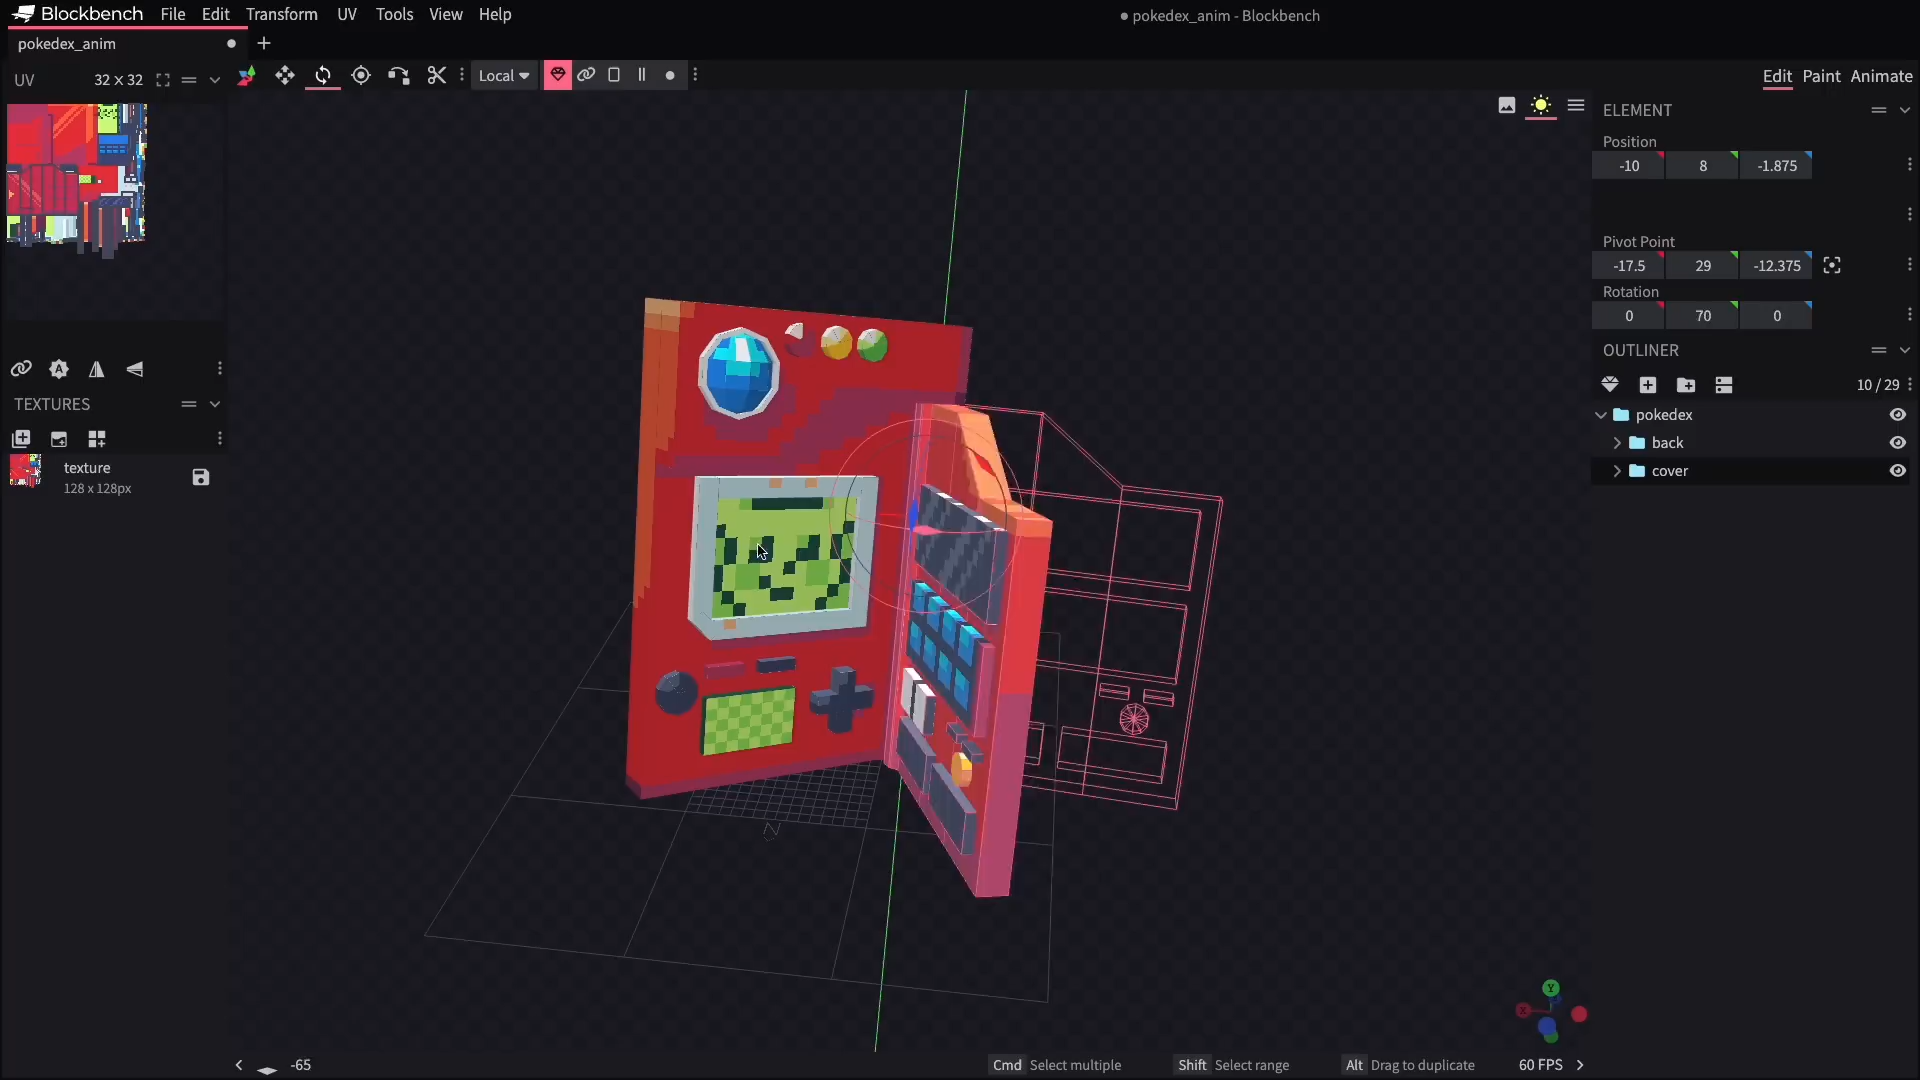 Blockbench File Edit Transform UV Tools View Help
pokedex_anim - Blockbench
pokedex_anim
UV 32 x 32
Local
Edit Paint Animate
ELEMENT
Position
-10 8 -1.875
Pivot Point
-17.5 29 -12.375
Rotation
0 70 0
OUTLINER
10 / 29
pokedex
back
cover
TEXTURES
texture
128 x 128px
N
Y
X
-65
Cmd Select multiple Shift Select range Alt Drag to duplicate 60 FPS